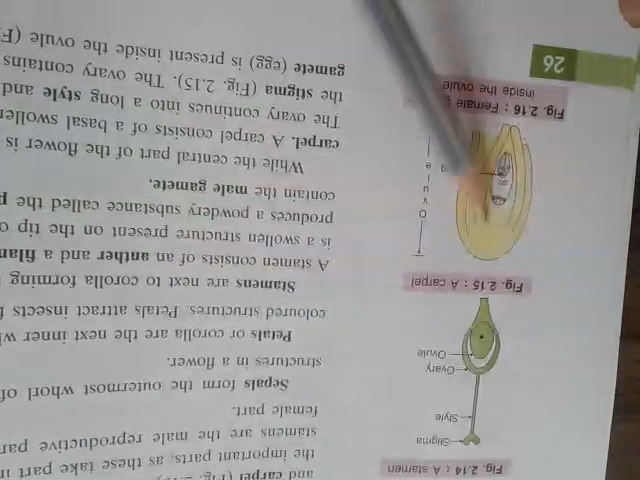 and carpel
the important parts, as these take part in
stamens are the male reproductive
female part.
Sepals form the outermost whorl of
structures in a flower.
Petals or corolla are the next inner
coloured structures. Petals attract insects
Stamens are next to corolla forming
A stamen consists of an anther and a
is a swollen structure present on the tip
produces a powdery substance called the
contain the male gamete.
While the central part of the flower is
carpel. A carpel consists of a basal
The ovary continues into a long style and
the stigma (Fig. 2.15). The ovary contains
gamete (egg) is present inside the ovule
Fig. 2.14 : A stamen
Stigma
Style
Ovary
Ovule
Fig. 2.15 : A carpel
Ovule
Fig. 2.16 : Female
inside the ovule
26